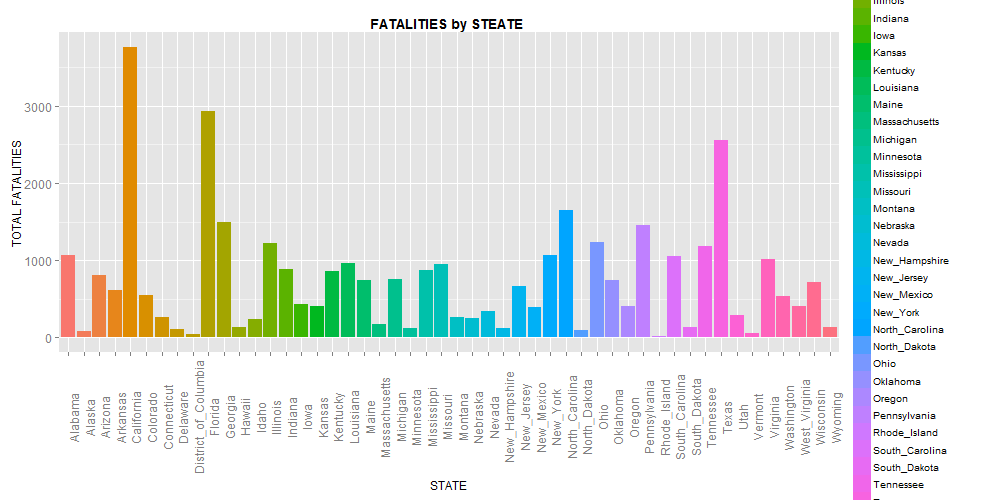 FATALITIES by STEATE
TOTAL FATALITIES
3000
2000
1000
0
Alabama
Alaska
Arizona
Arkansas
California
Colorado
Connecticut
Delaware
District_of_Columbia
Florida
Georgia
Hawaii
Idaho
Illinois
Indiana
Iowa
Kansas
Kentucky
Louisiana
Maine
Massachusetts
Michigan
Minnesota
Mississippi
Missouri
Montana
Nebraska
Nevada
New_Hampshire
New_Jersey
New_Mexico
New_York
North_Carolina
North_Dakota
Ohio
Oklahoma
Oregon
Pennsylvania
Rhode_Island
South_Carolina
South_Dakota
Tennessee
Texas
Utah
Vermont
Virginia
Washington
West_Virginia
Wisconsin
Wyoming
STATE
Illinois
Indiana
Iowa
Kansas
Kentucky
Louisiana
Maine
Massachusetts
Michigan
Minnesota
Mississippi
Missouri
Montana
Nebraska
Nevada
New_Hampshire
New_Jersey
New_Mexico
New_York
North_Carolina
North_Dakota
Ohio
Oklahoma
Oregon
Pennsylvania
Rhode_Island
South_Carolina
South_Dakota
Tennessee